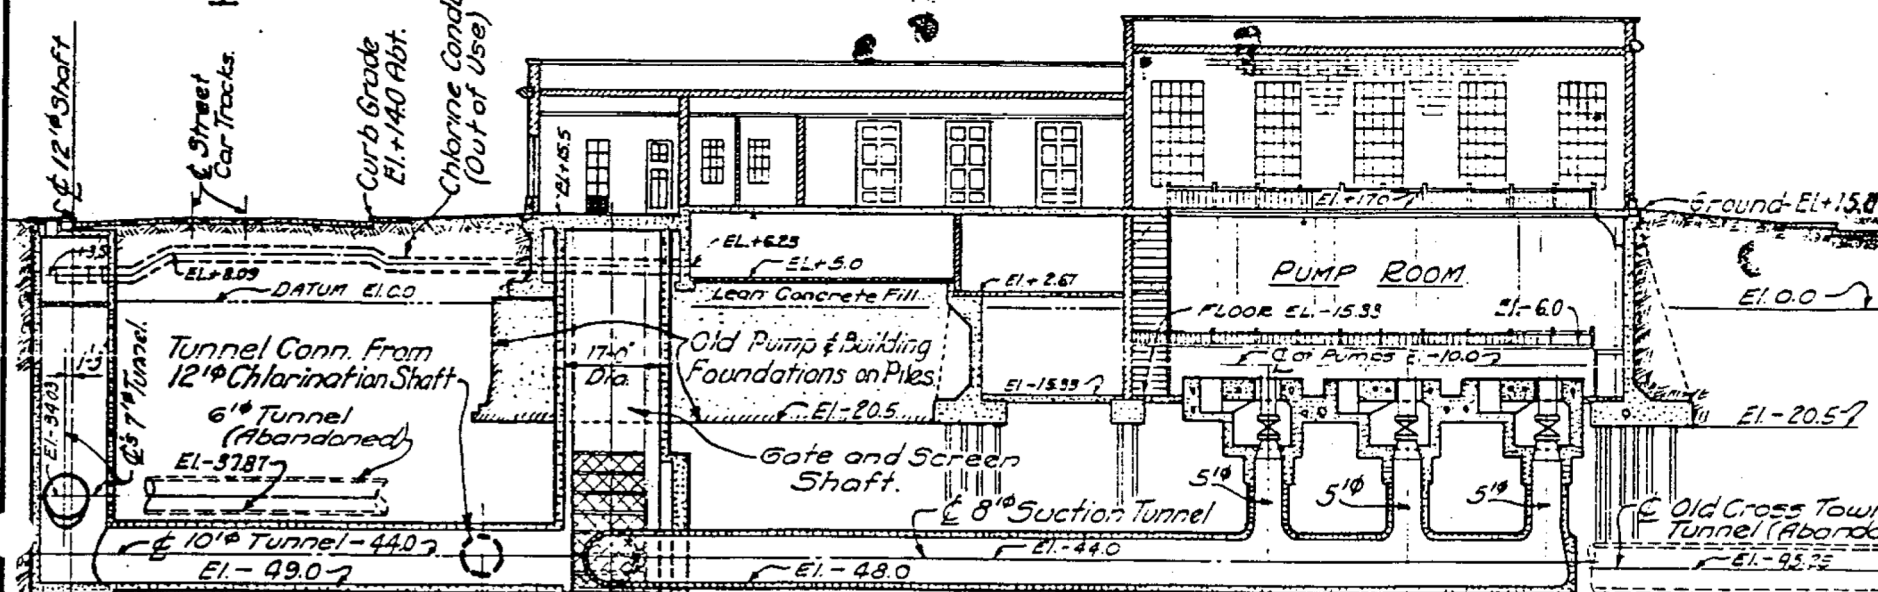 ℄ 12'ϕ Shaft
℄ Street
Car Tracks.
Curb Grade
El. +14.0 Abt.
Chlorine
(Out of Use)
El. +15.5
El. +17.0
Ground-El. +15.8
+3.5
El. +8.09
El. +6.23
El. +5.0
El. + 2.67
PUMP ROOM
DATUM El. 0.0
Lean Concrete Fill
FLOOR EL. -15.33
El. -6.0
El. 0.0
Tunnel Conn. From
12'ϕ Chlorination Shaft
17'-0"
Dia.
Old Pump & Building
Foundations on Piles
℄ of Pumps El. -10.0
El. -15.33
6'ϕ Tunnel
(Abandoned)
El. -37.87
El. -34.03
℄'s 7'ϕ Tunnel
El. -20.5
El. -20.5
Gate and Screen
Shaft.
5'ϕ
5'ϕ
5'ϕ
℄ 8'ϕ Suction Tunnel
℄ Old Cross
Tunnel
℄ 10'ϕ Tunnel -44.0
El. -44.0
El. - 49.0
El. - 48.0